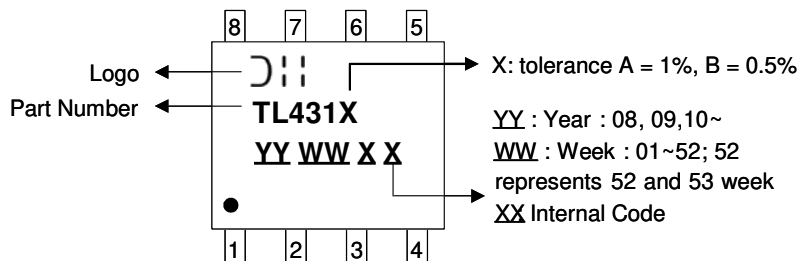 8 7 6 5
Logo
Part Number
TL431X
YY WW X X
X: tolerance A = 1%, B = 0.5%
YY : Year : 08, 09,10~
WW : Week : 01~52; 52
represents 52 and 53 week
XX Internal Code
1 2 3 4